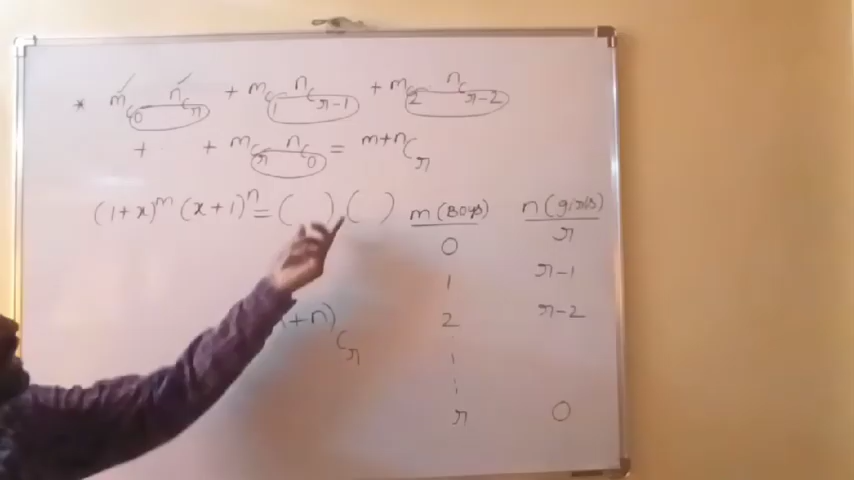 * mC0 nCr + mC1 nCr-1 + mC2 nCr-2
+ + mCr nC0 = m+nCr
(1+x)^m (x+1)^n = ( ) ( )
+n)Cr
m (Boys) n (girls)
0 r
1 r-1
2 r-2
r 0